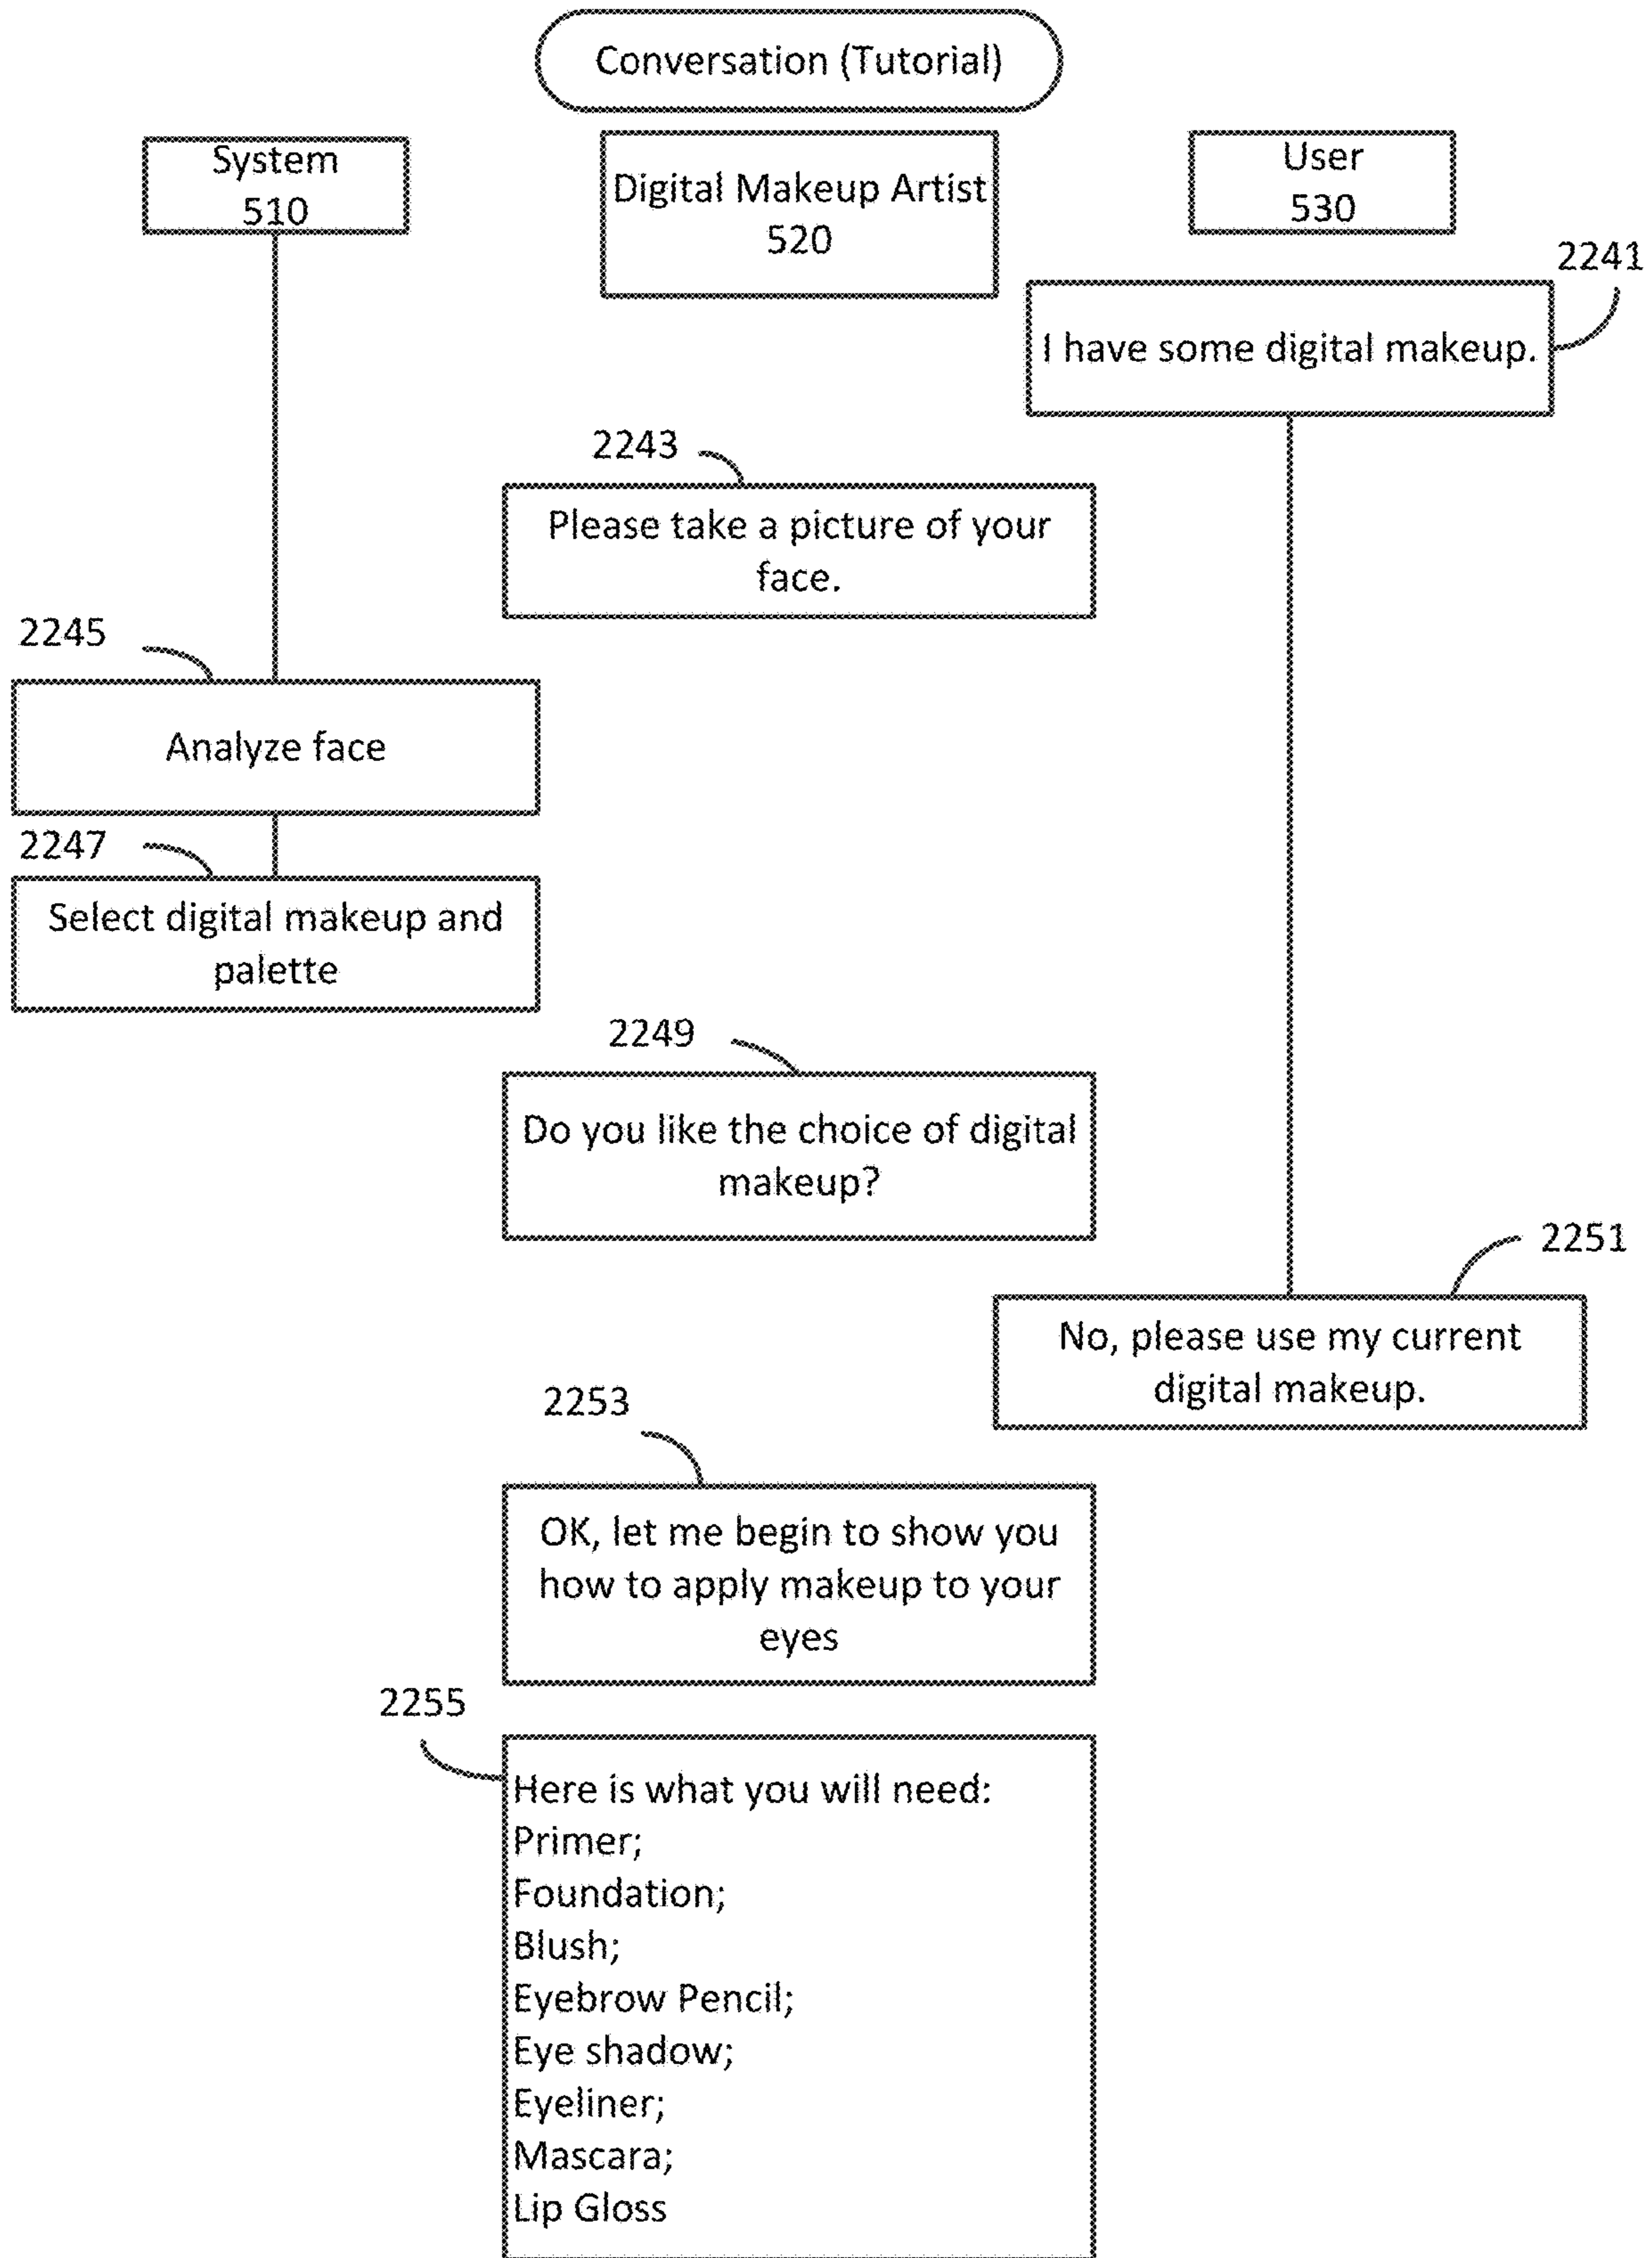 Conversation (Tutorial)
System
510
Digital Makeup Artist
520
User
530
2241
I have some digital makeup.
2243
Please take a picture of your
face.
2245
Analyze face
2247
Select digital makeup and
palette
2249
Do you like the choice of digital
makeup?
2251
No, please use my current
digital makeup.
2253
OK, let me begin to show you
how to apply makeup to your
eyes
2255
Here is what you will need:
Primer;
Foundation;
Blush;
Eyebrow Pencil;
Eye shadow;
Eyeliner;
Mascara;
Lip Gloss